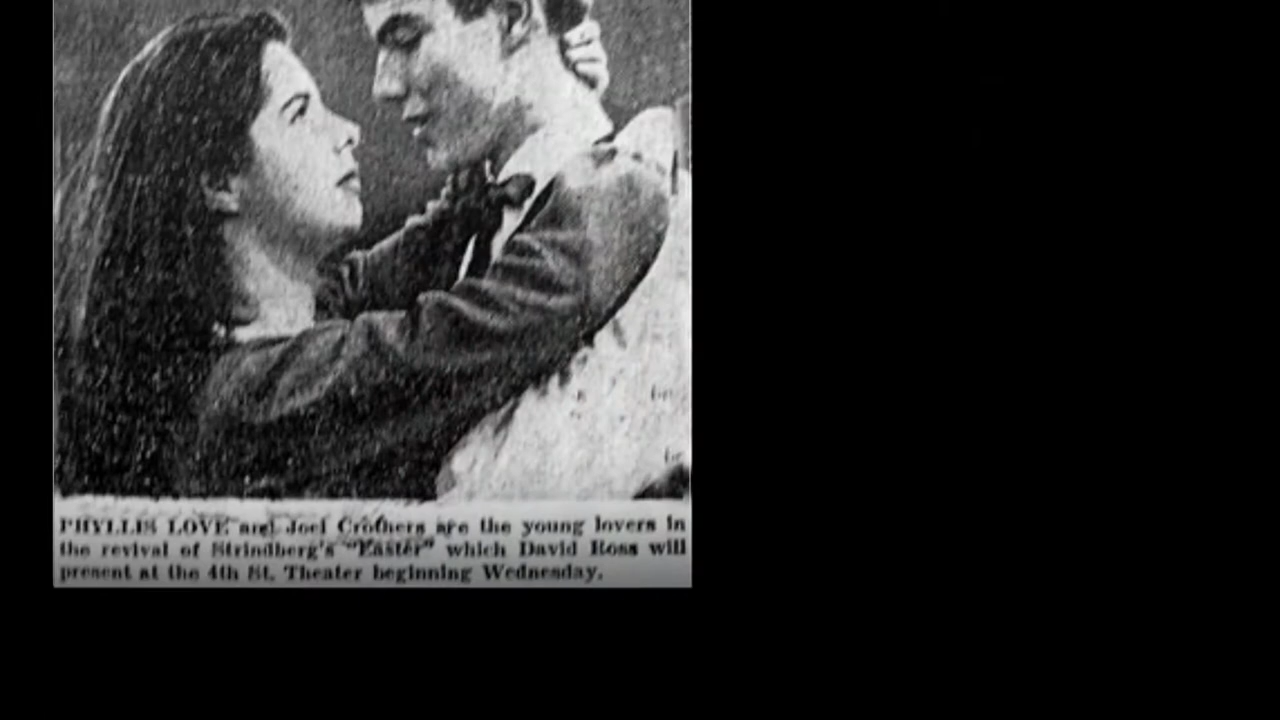 PHYLLIS LOVE and Joel Crothers are the young lovers in
the revival of Strindberg's "Easter" which David Ross will
present at the 4th St. Theater beginning Wednesday.